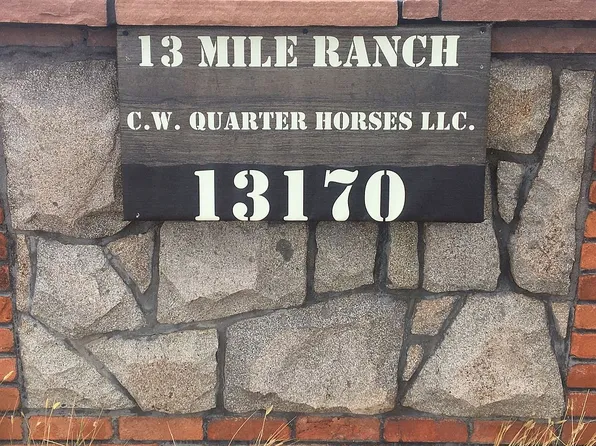 13 MILE RANCH
C.W. QUARTER HORSES LLC.
13170